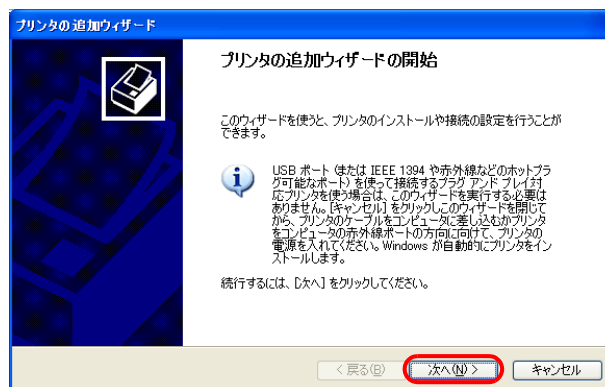 プリンタの追加ウィザード
プリンタの追加ウィザードの開始
このウィザードを使うと、プリンタのインストールや接続の設定を行うことが
できます。
USB ポート (または IEEE 1394 や赤外線などのホットプラ
グ可能なポート) を使って接続するプラグ アンド プレイ対
応プリンタを使う場合は、このウィザードを実行する必要は
ありません。[キャンセル] をクリックしこのウィザードを閉じて
から、プリンタのケーブルをコンピュータに差し込むかプリンタ
をコンピュータの赤外線ポートの方向に向けて、プリンタの
電源を入れてください。Windows が自動的にプリンタをイン
ストールします。
続行するには、[次へ] をクリックしてください。
< 戻る(B)
次へ(N) >
キャンセル